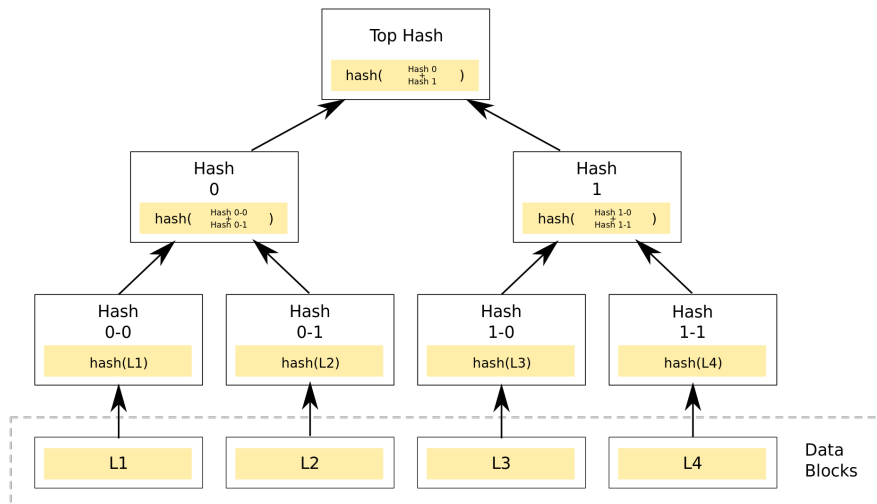 Top Hash
hash(
Hash 0
+
Hash 1
)
Hash
0
hash(
Hash 0-0
+
Hash 0-1
)
Hash
1
hash(
Hash 1-0
+
Hash 1-1
)
Hash
0-0
hash(L1)
Hash
0-1
hash(L2)
Hash
1-0
hash(L3)
Hash
1-1
hash(L4)
L1
L2
L3
L4
Data
Blocks